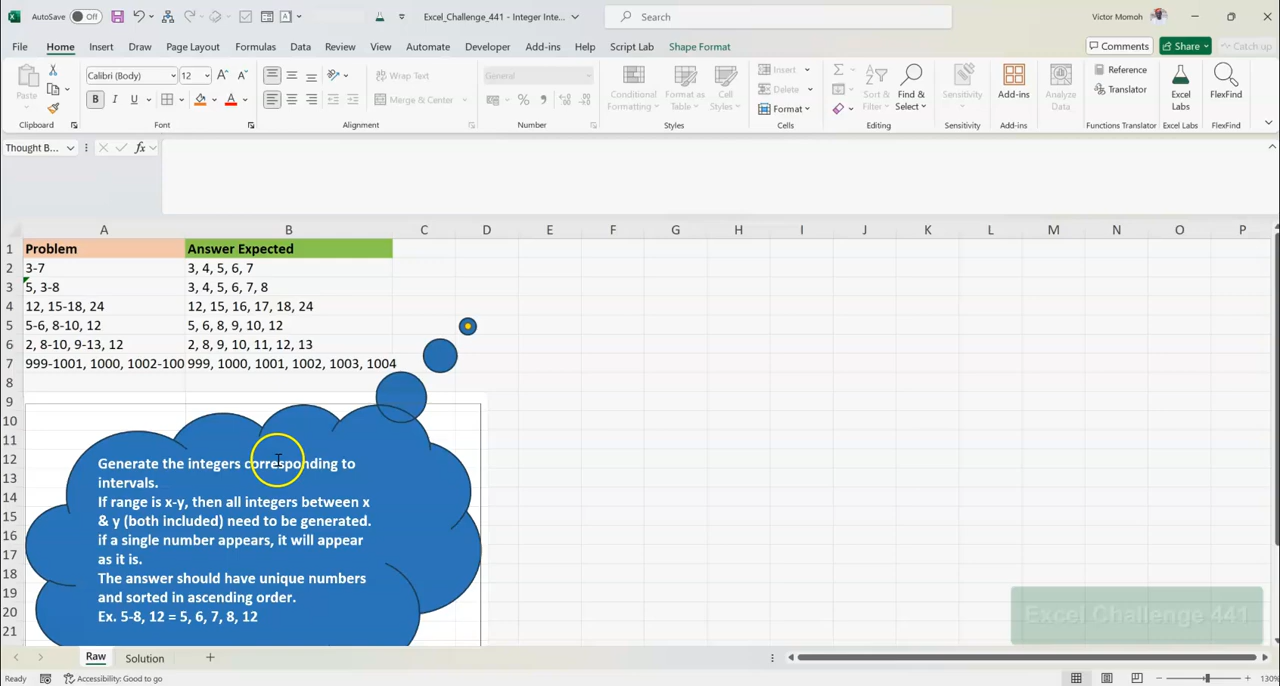 AutoSave Off
Excel_Challenge_441 - Integer Inte...
Search
Victor Momoh
File Home Insert Draw Page Layout Formulas Data Review View Automate Developer Add-ins Help Script Lab Shape Format
Comments Share Catch up
Paste
Calibri (Body) 12
Wrap Text
Merge & Center
General
Conditional Formatting
Format as Table
Cell Styles
Insert
Delete
Format
Sort & Filter
Find & Select
Sensitivity
Add-ins
Analyze Data
Reference
Translator
Excel Labs
FlexFind
Clipboard Font Alignment Number Styles Cells Editing Sensitivity Add-ins Functions Translator Excel Labs FlexFind
Thought B...
fx
A B C D E F G H I J K L M N O P
1 Problem Answer Expected
2 3-7 3, 4, 5, 6, 7
3 5, 3-8 3, 4, 5, 6, 7, 8
4 12, 15-18, 24 12, 15, 16, 17, 18, 24
5 5-6, 8-10, 12 5, 6, 8, 9, 10, 12
6 2, 8-10, 9-13, 12 2, 8, 9, 10, 11, 12, 13
7 999-1001, 1000, 1002-100 999, 1000, 1001, 1002, 1003, 1004
8
9
10
11
12
13
14
15
16
17
18
19
20
21
Generate the integers corresponding to
intervals.
If range is x-y, then all integers between x
& y (both included) need to be generated.
if a single number appears, it will appear
as it is.
The answer should have unique numbers
and sorted in ascending order.
Ex. 5-8, 12 = 5, 6, 7, 8, 12
Excel Challenge 441
Raw Solution
Ready Accessibility: Good to go
130%